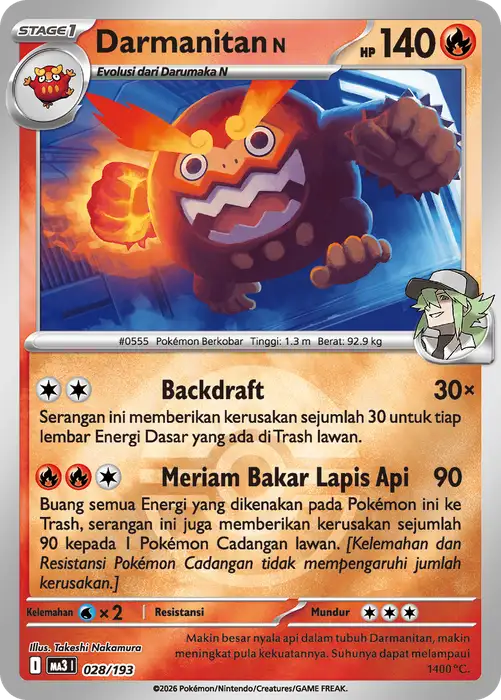 STAGE1
Darmanitan N
HP 140
Evolusi dari Darumaka N
#0555 Pokémon Berkobar Tinggi: 1.3 m Berat: 92.9 kg
Backdraft 30×
Serangan ini memberikan kerusakan sejumlah 30 untuk tiap
lembar Energi Dasar yang ada di Trash lawan.
Meriam Bakar Lapis Api 90
Buang semua Energi yang dikenakan pada Pokémon ini ke
Trash, serangan ini juga memberikan kerusakan sejumlah
90 kepada 1 Pokémon Cadangan lawan. [Kelemahan dan
Resistansi Pokémon Cadangan tidak mempengaruhi jumlah
kerusakan.]
Kelemahan × 2 Resistansi Mundur
Illus. Takeshi Nakamura
I MA3 I 028/193
Makin besar nyala api dalam tubuh Darmanitan, makin
meningkat pula kekuatannya. Suhunya dapat melampaui
1400 °C.
©2026 Pokémon/Nintendo/Creatures/GAME FREAK.